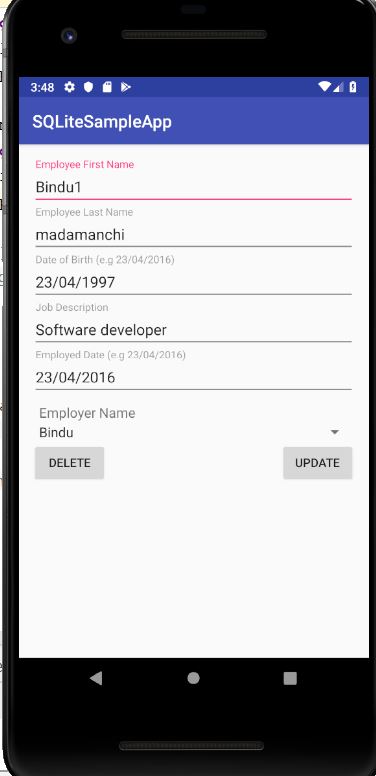 3:48
SQLiteSampleApp
Employee First Name
Bindu1
Employee Last Name
madamanchi
Date of Birth (e.g 23/04/2016)
23/04/1997
Job Description
Software developer
Employed Date (e.g 23/04/2016)
23/04/2016
Employer Name
Bindu
DELETE UPDATE